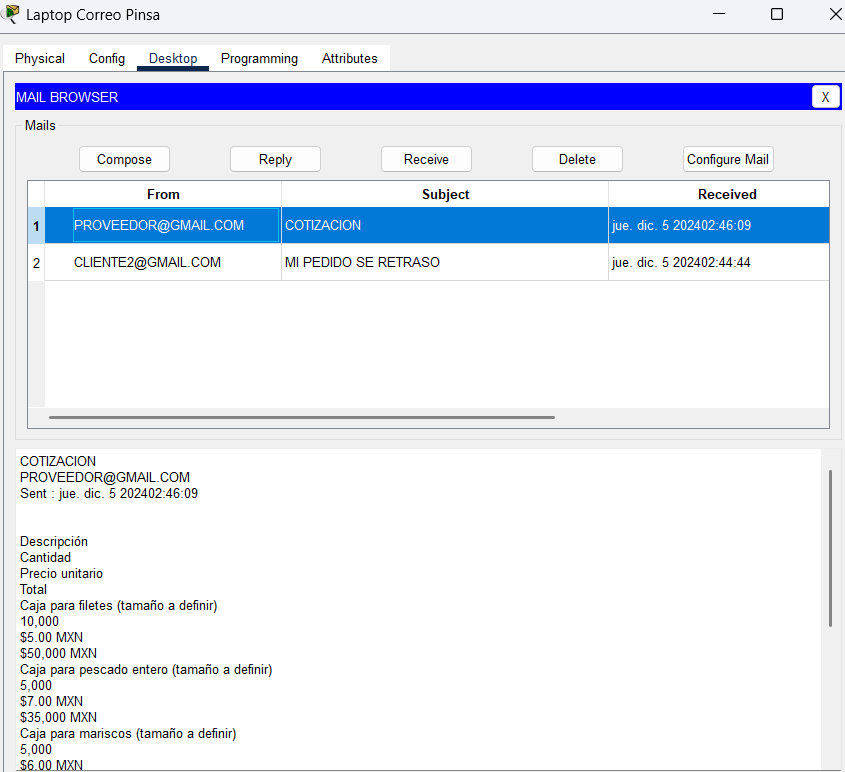 Laptop Correo Pinsa
Physical Config Desktop Programming Attributes
MAIL BROWSER X
Mails
Compose Reply Receive Delete Configure Mail
From Subject Received
1 PROVEEDOR@GMAIL.COM COTIZACION jue. dic. 5 202402:46:09
2 CLIENTE2@GMAIL.COM MI PEDIDO SE RETRASO jue. dic. 5 202402:44:44
COTIZACION
PROVEEDOR@GMAIL.COM
Sent : jue. dic. 5 202402:46:09
Descripción
Cantidad
Precio unitario
Total
Caja para filetes (tamaño a definir)
10,000
$5.00 MXN
$50,000 MXN
Caja para pescado entero (tamaño a definir)
5,000
$7.00 MXN
$35,000 MXN
Caja para mariscos (tamaño a definir)
5,000
$6.00 MXN